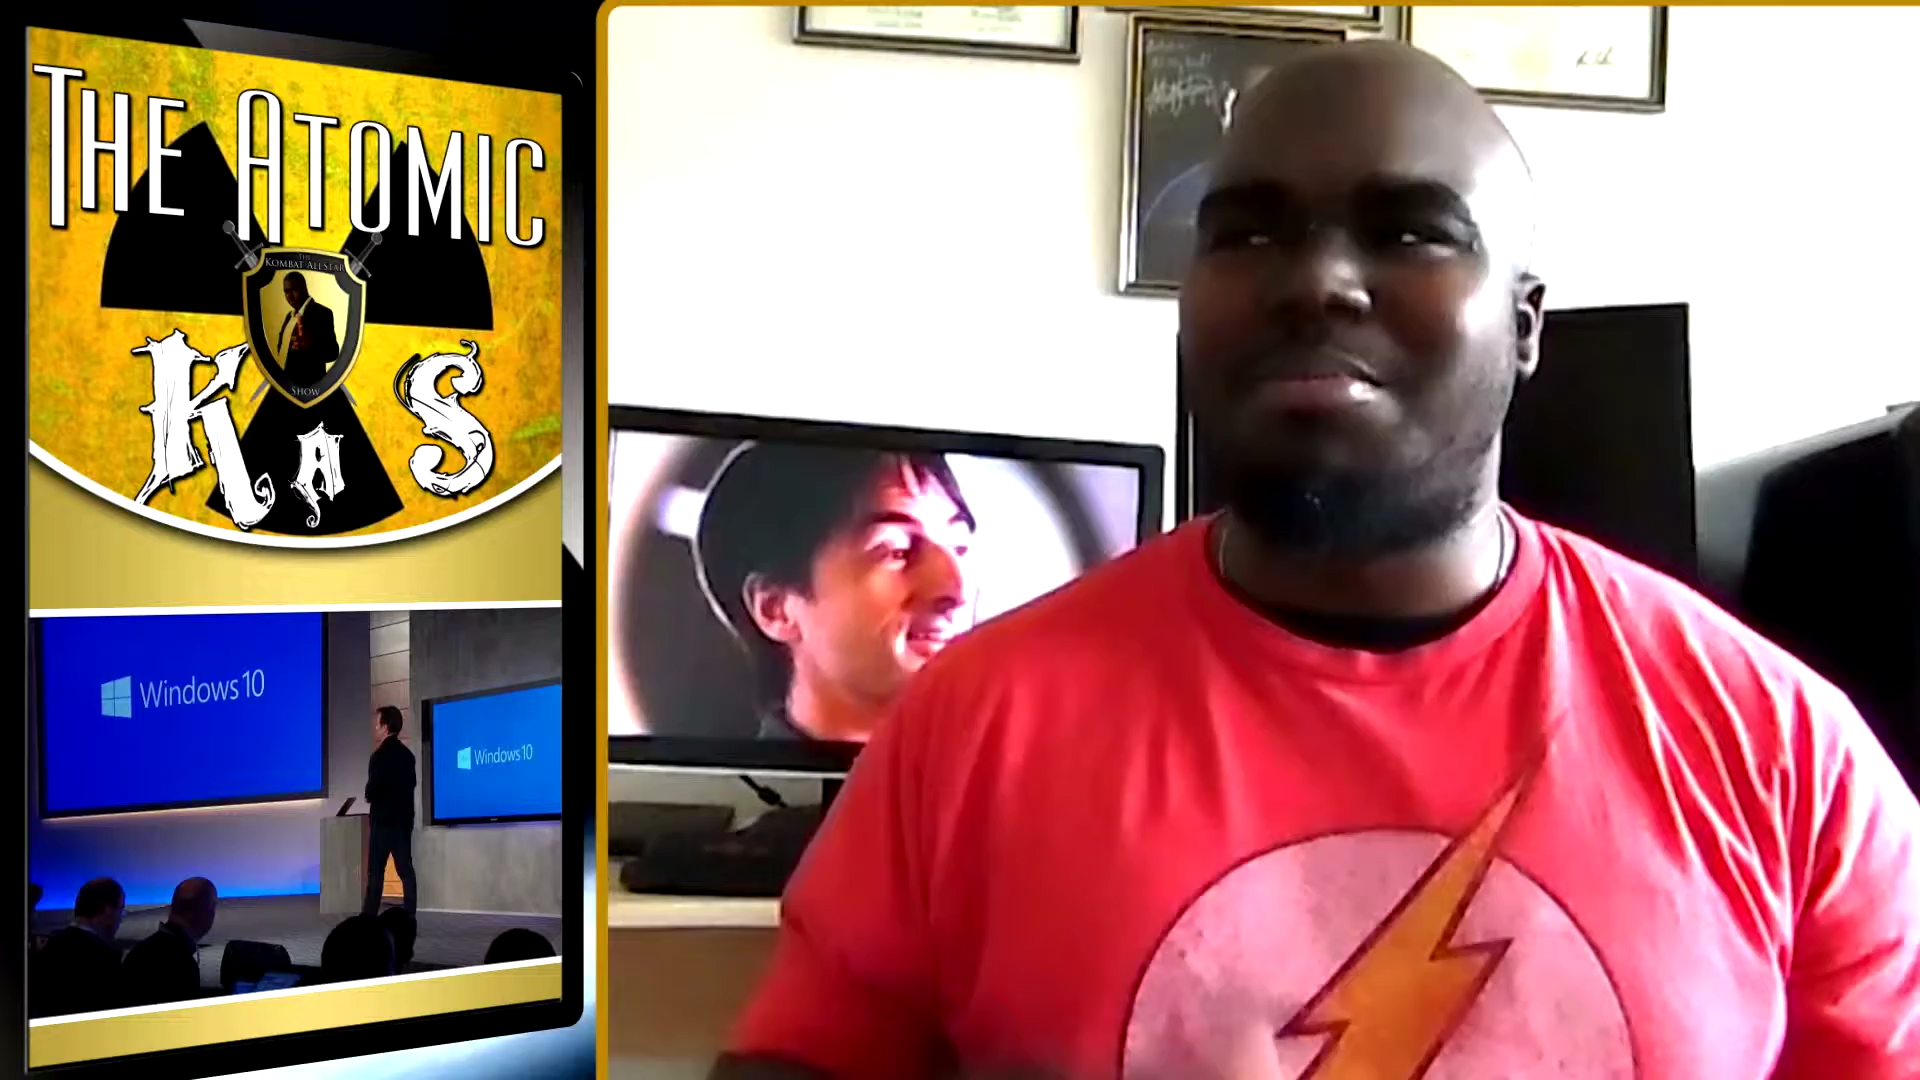 THE ATOMIC
THE
KOMBAT ALLSTAR
SHOW
KAS
Windows 10
Windows 10